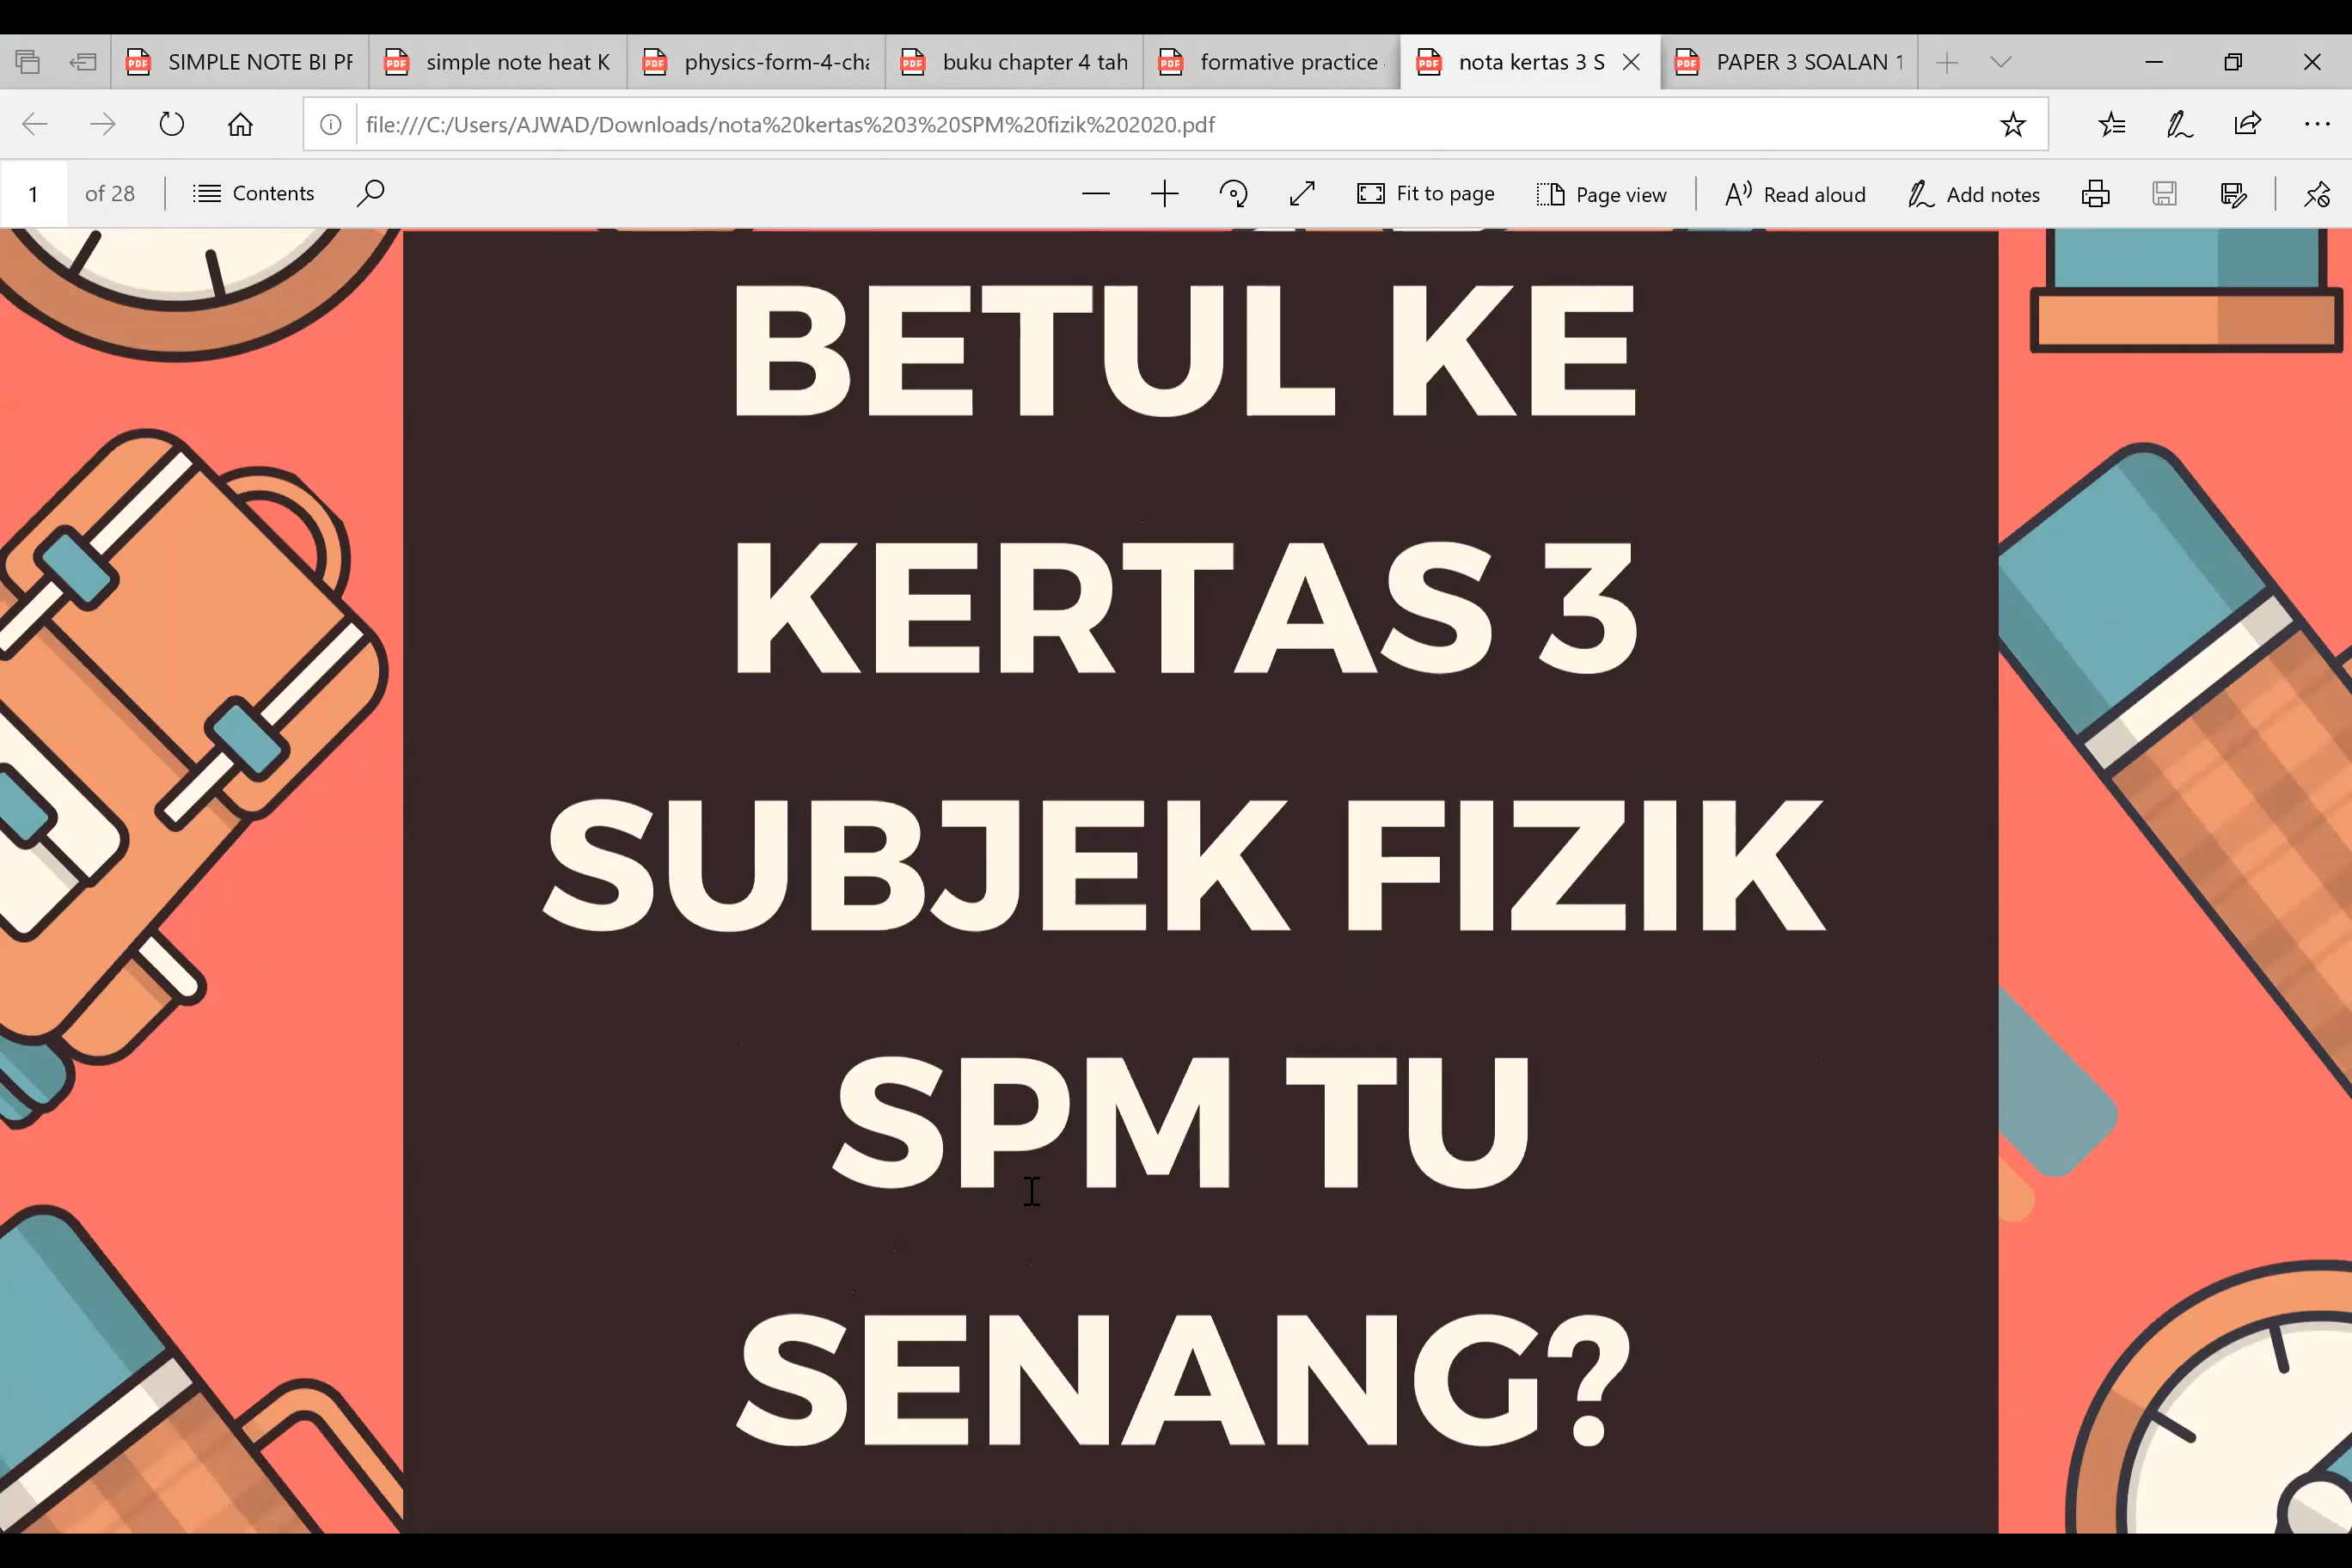 SIMPLE NOTE BI PF
simple note heat K
physics-form-4-cha
buku chapter 4 tah
formative practice
nota kertas 3 S
PAPER 3 SOALAN 1
file:///C:/Users/AJWAD/Downloads/nota%20kertas%203%20SPM%20fizik%202020.pdf
1 of 28 Contents Fit to page Page view Read aloud Add notes
BETUL KE
KERTAS 3
SUBJEK FIZIK
SPM TU
SENANG?